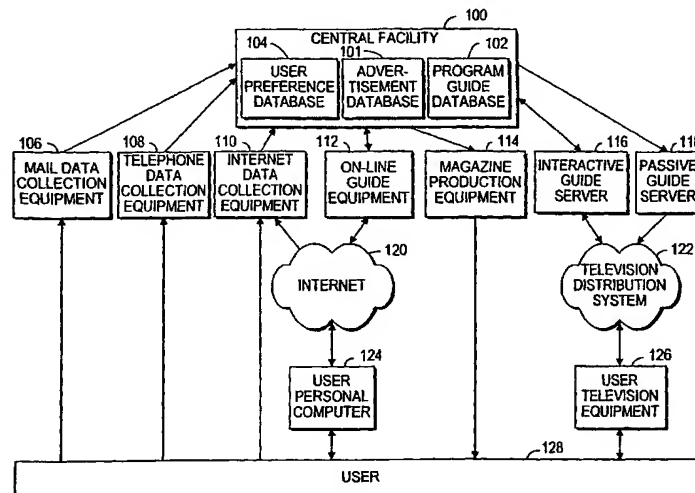 100
CENTRAL FACILITY
104
101
102
USER
PREFERENCE
DATABASE
ADVER-
TISEMENT
DATABASE
PROGRAM
GUIDE
DATABASE
106
108
110
112
114
116
118
MAIL DATA
COLLECTION
EQUIPMENT
TELEPHONE
DATA
COLLECTION
EQUIPMENT
INTERNET
DATA
COLLECTION
EQUIPMENT
ON-LINE
GUIDE
EQUIPMENT
MAGAZINE
PRODUCTION
EQUIPMENT
INTERACTIVE
GUIDE
SERVER
PASSIVE
GUIDE
SERVER
120
INTERNET
122
TELEVISION
DISTRIBUTION
SYSTEM
124
USER
PERSONAL
COMPUTER
126
USER
TELEVISION
EQUIPMENT
128
USER